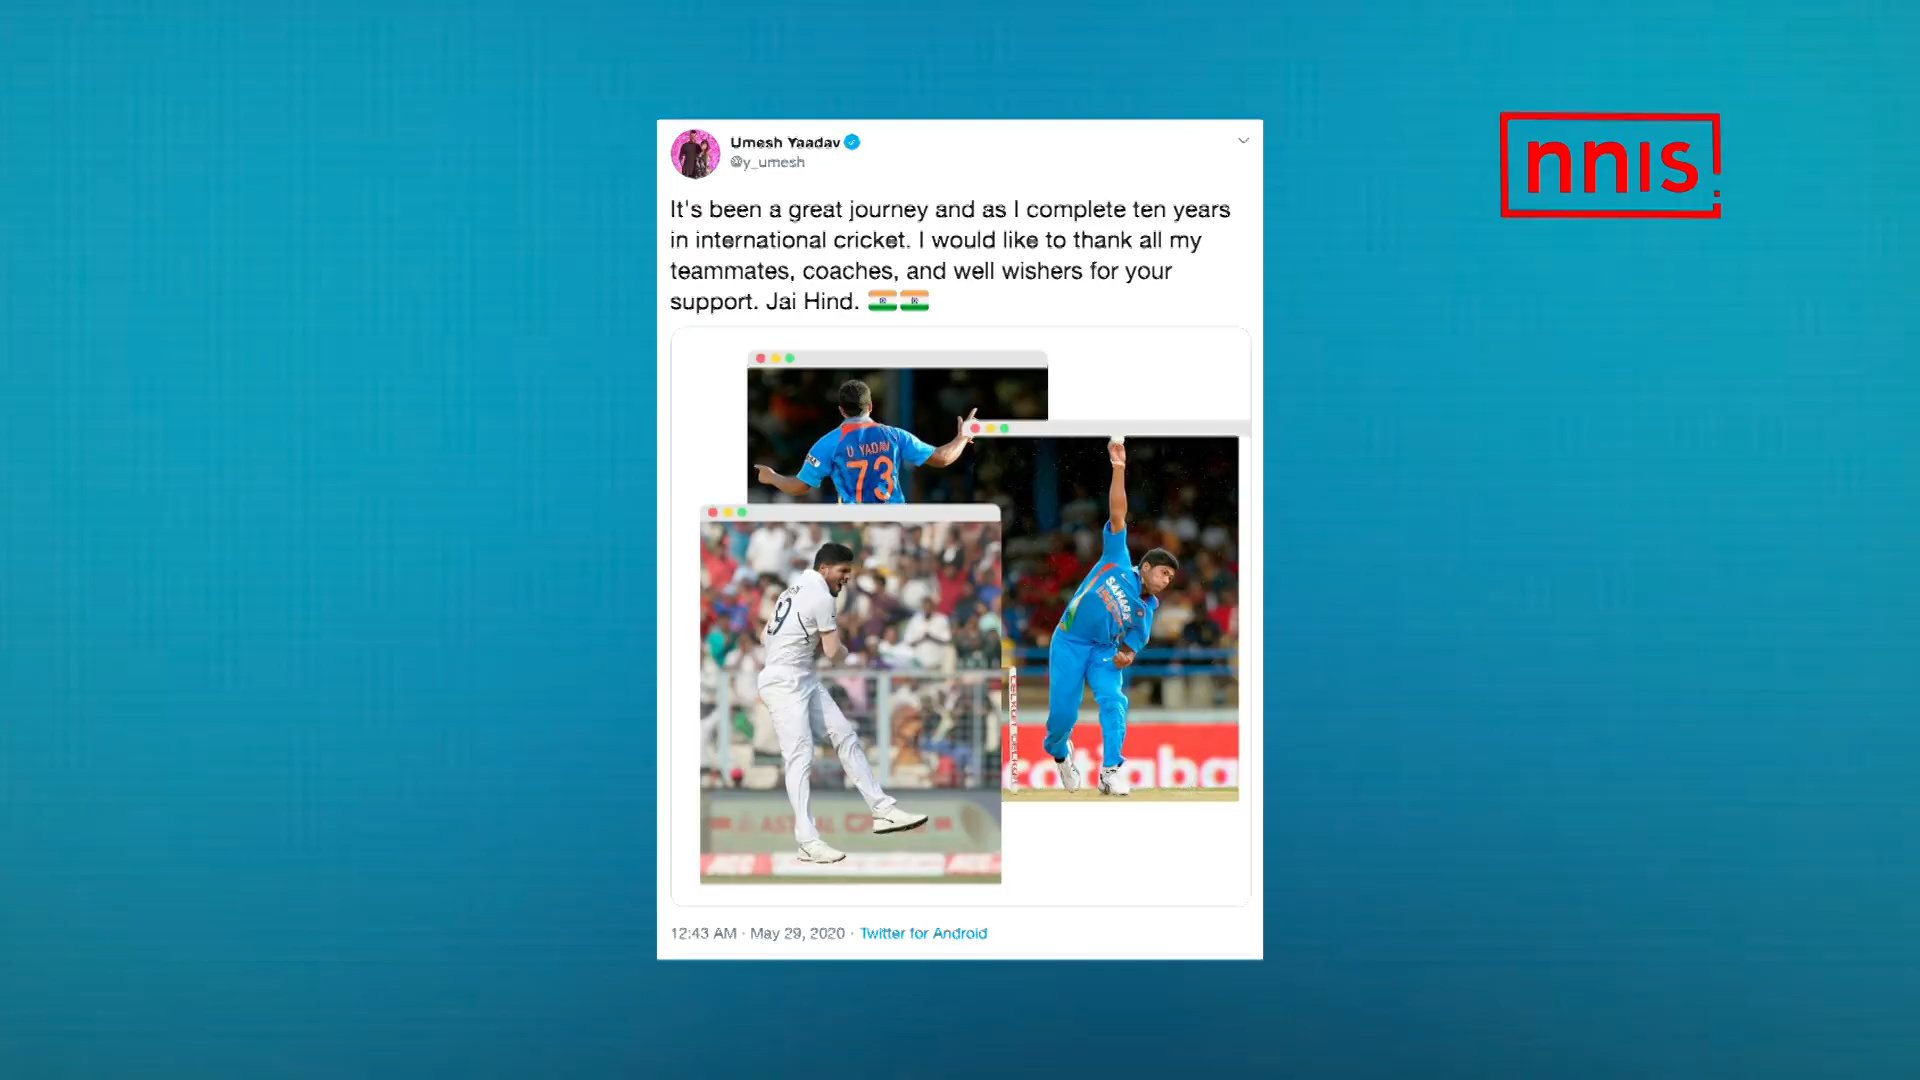 Umesh Yaadav
@y_umesh
nnis
It's been a great journey and as I complete ten years
in international cricket. I would like to thank all my
teammates, coaches, and well wishers for your
support. Jai Hind.
U YADAV
73
SAHARA
9
12:43 AM · May 29, 2020 · Twitter for Android